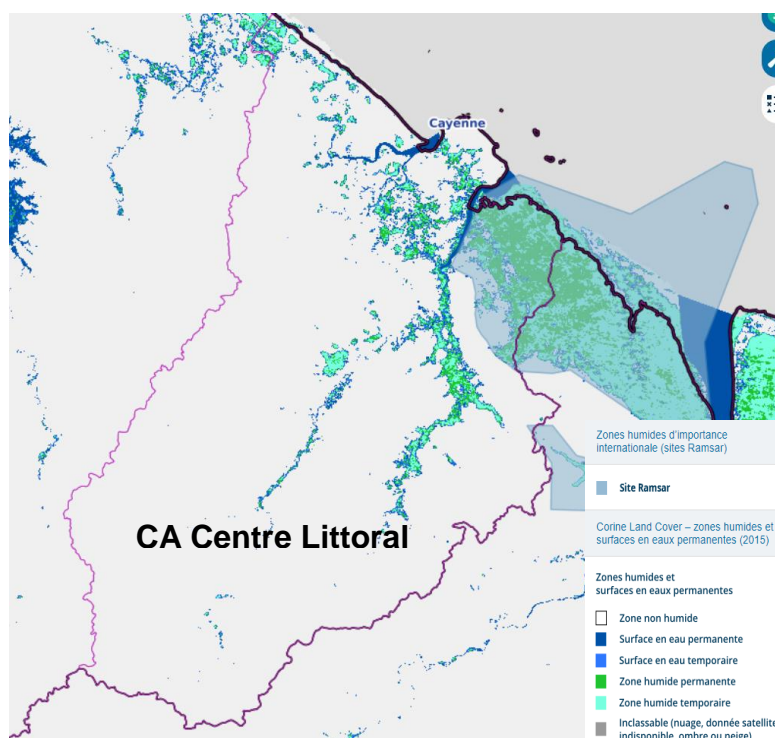 Cayenne
CA Centre Littoral
Zones humides d'importance
internationale (sites Ramsar)
Site Ramsar
Corine Land Cover – zones humides et
surfaces en eaux permanentes (2015)
Zones humides et
surfaces en eaux permanentes
Zone non humide
Surface en eau permanente
Surface en eau temporaire
Zone humide permanente
Zone humide temporaire
Inclassable (nuage, donnée satellite
indisponible, ombre ou neige)